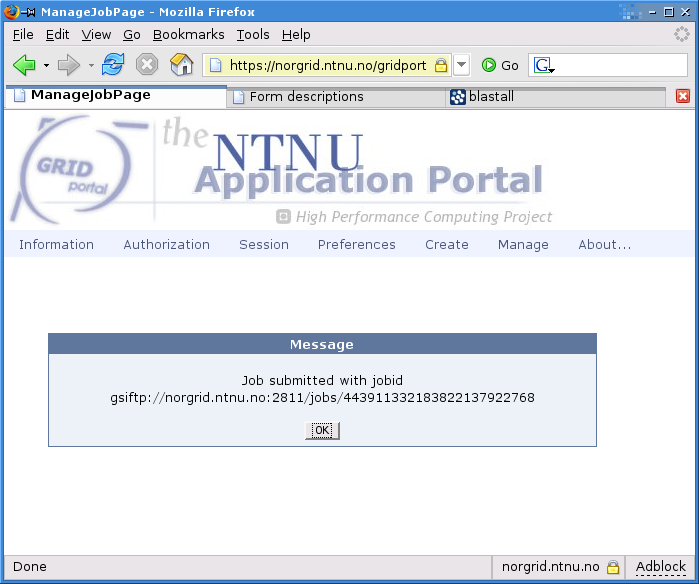 ManageJobPage - Mozilla Firefox
File Edit View Go Bookmarks Tools Help
https://norgrid.ntnu.no/gridport Go G
ManageJobPage Form descriptions blastall
GRID portal
the NTNU
Application Portal
High Performance Computing Project
Information Authorization Session Preferences Create Manage About...
Message
Job submitted with jobid
gsiftp://norgrid.ntnu.no:2811/jobs/443911332183822137922768
OK
Done norgrid.ntnu.no Adblock